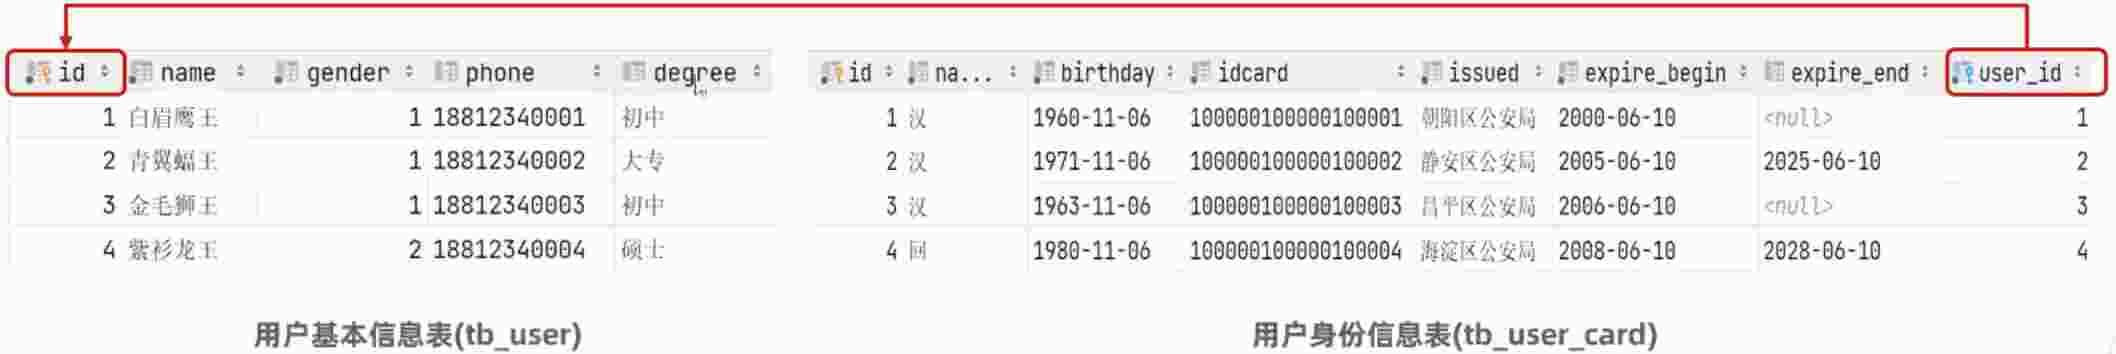 id name gender phone degree id na... birthday idcard issued expire_begin expire_end user_id
1 白眉鹰王 1 18812340001 初中 1 汉 1960-11-06 100000100000100001 朝阳区公安局 2000-06-10 <null> 1
2 青翼蝠王 1 18812340002 大专 2 汉 1971-11-06 100000100000100002 静安区公安局 2005-06-10 2025-06-10 2
3 金毛狮王 1 18812340003 初中 3 汉 1963-11-06 100000100000100003 昌平区公安局 2006-06-10 <null> 3
4 紫衫龙王 2 18812340004 硕士 4 回 1980-11-06 100000100000100004 海淀区公安局 2008-06-10 2028-06-10 4
用户基本信息表(tb_user) 用户身份信息表(tb_user_card)